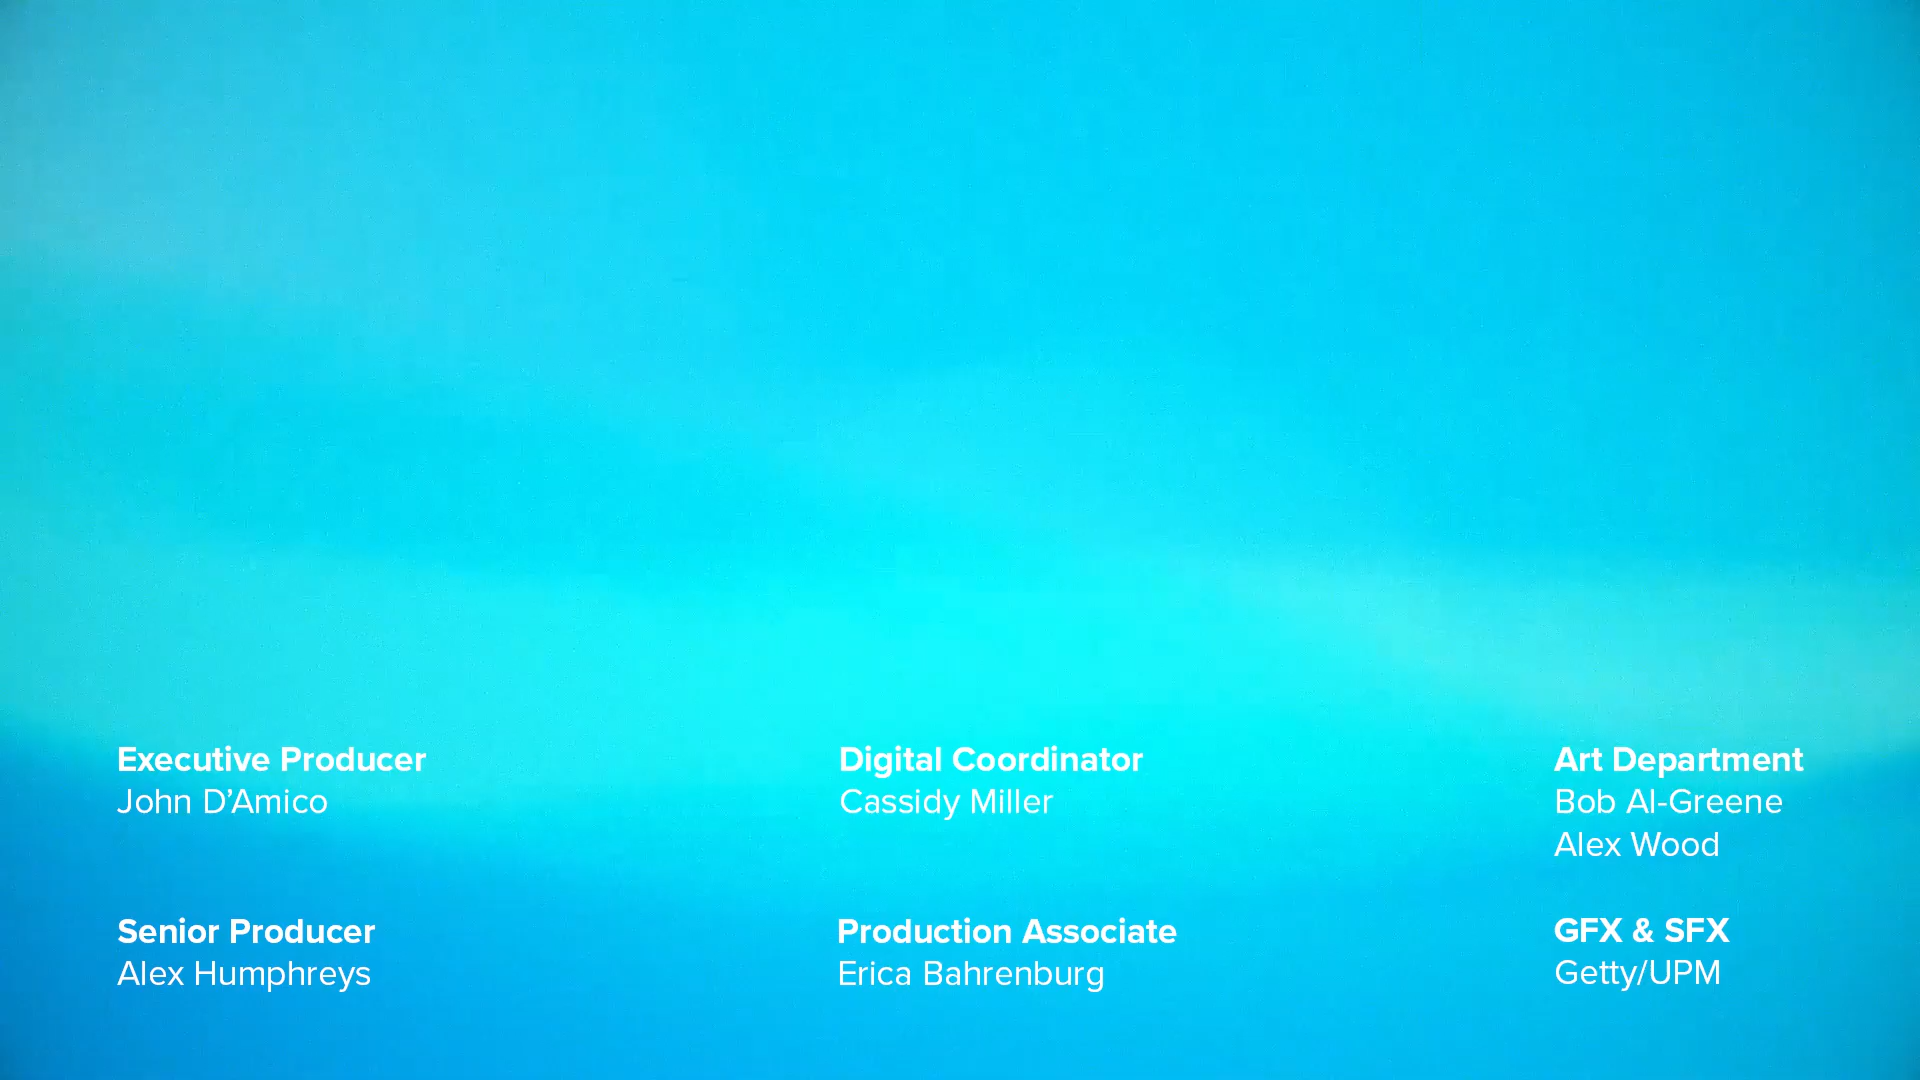 Executive Producer
John D’Amico
Senior Producer
Alex Humphreys
Digital Coordinator
Cassidy Miller
Production Associate
Erica Bahrenburg
Art Department
Bob Al-Greene
Alex Wood
GFX & SFX
Getty/UPM